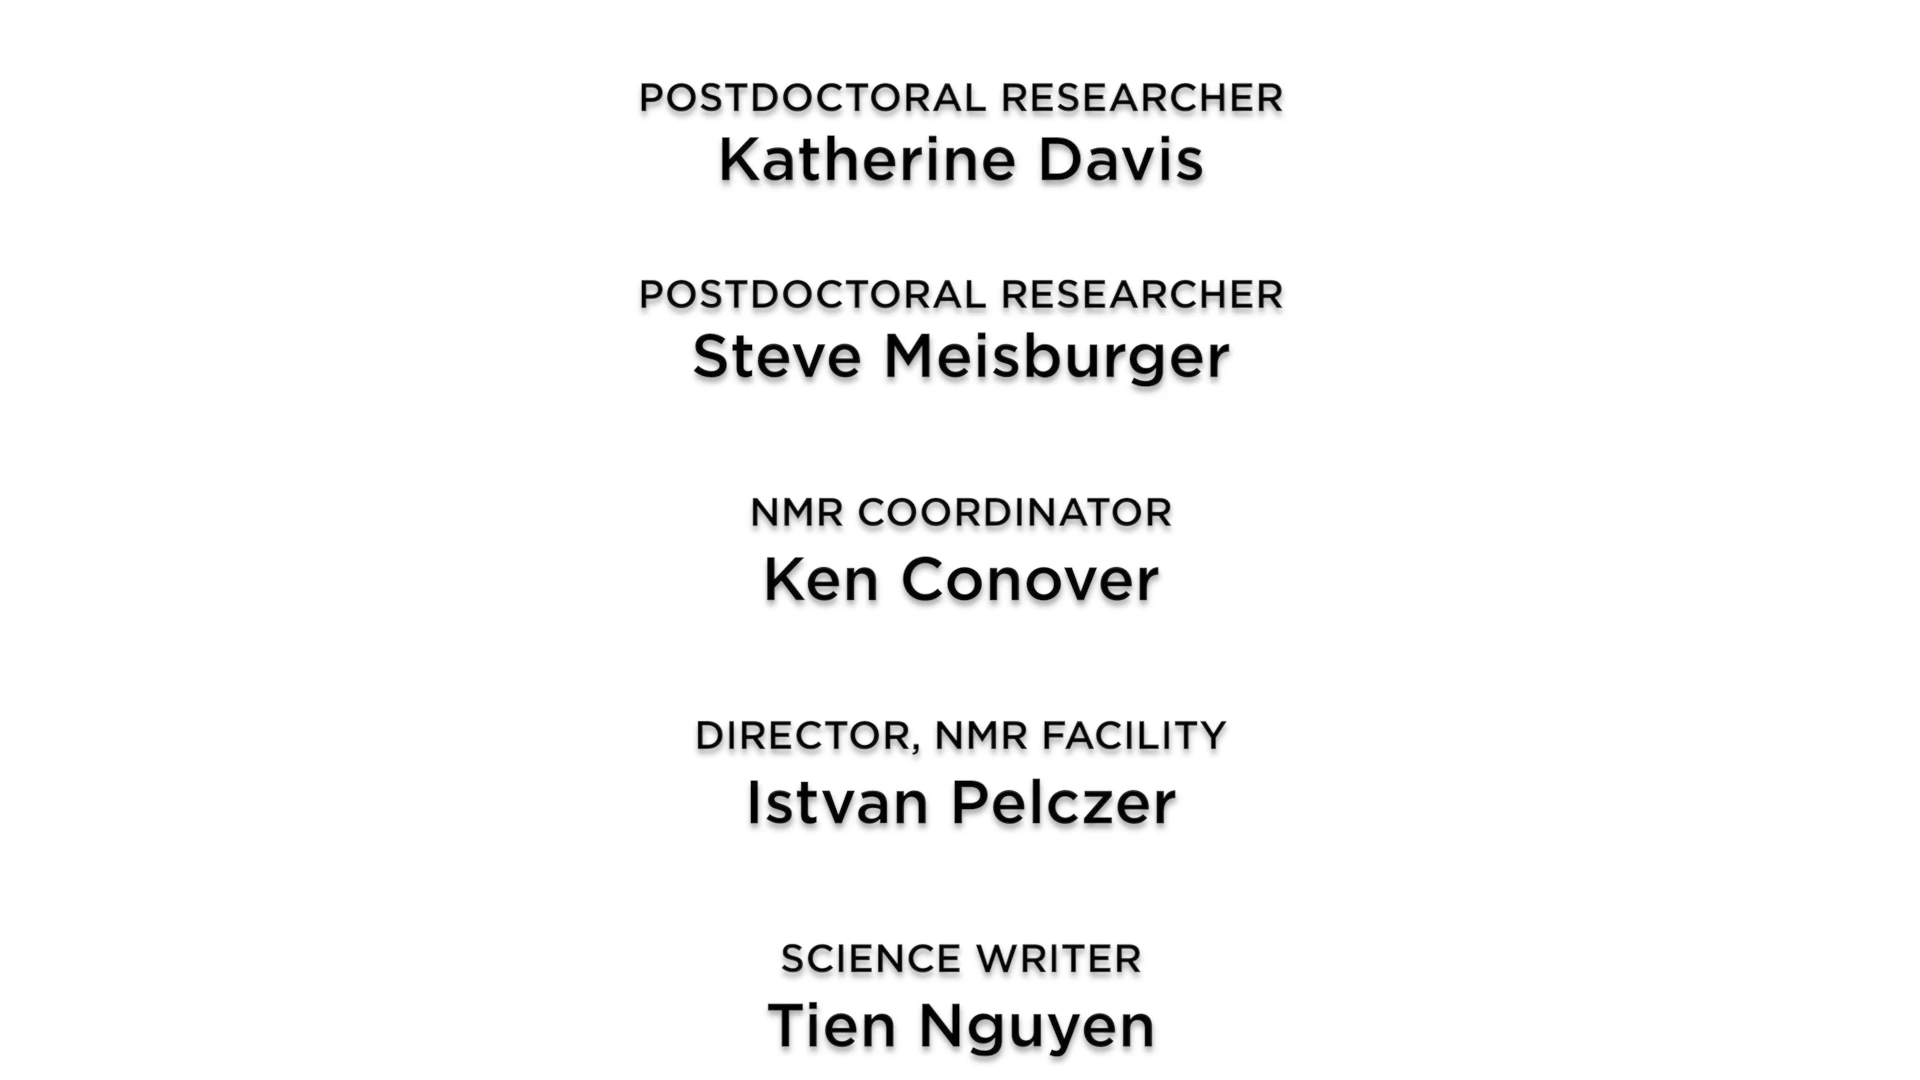 POSTDOCTORAL RESEARCHER
Katherine Davis
POSTDOCTORAL RESEARCHER
Steve Meisburger
NMR COORDINATOR
Ken Conover
DIRECTOR, NMR FACILITY
Istvan Pelczer
SCIENCE WRITER
Tien Nguyen